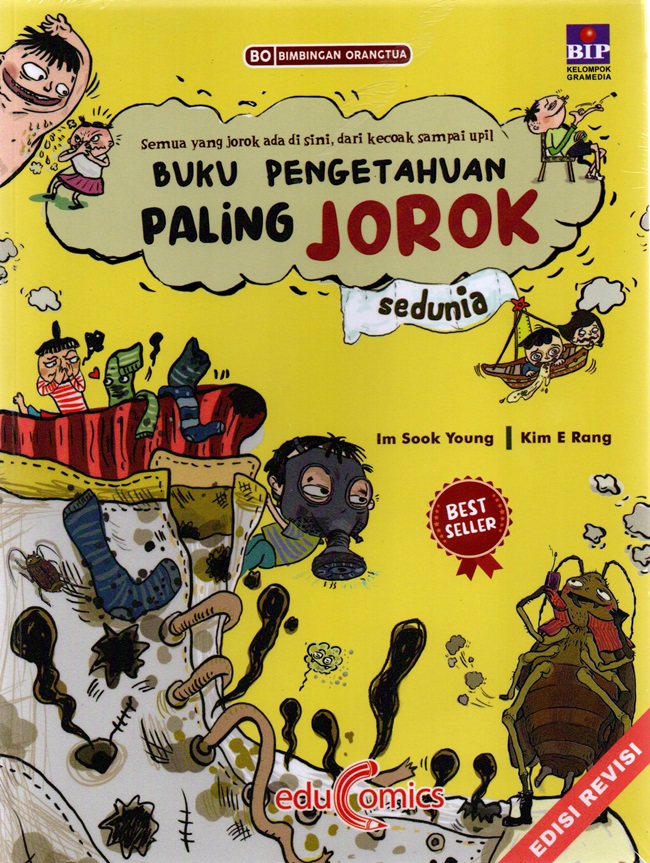 BO BIMBINGAN ORANGTUA
BIP
KELOMPOK
GRAMEDIA
Semua yang jorok ada di sini, dari kecoak sampai upil
BUKU PENGETAHUAN
PALING JOROK
sedunia
Im Sook Young | Kim E Rang
BEST
SELLER
eduComics
EDISI REVISI